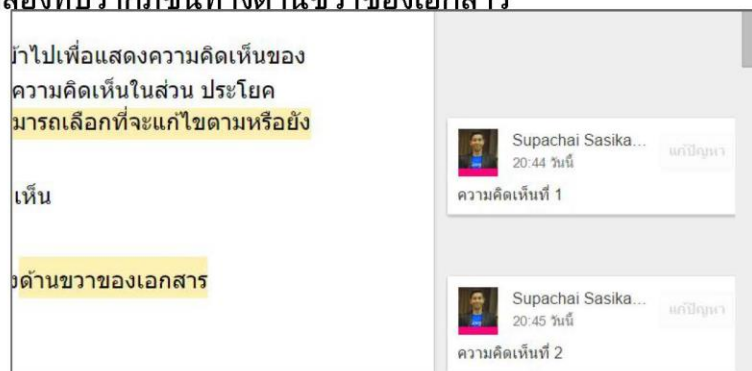 ข้าไปเพื่อแสดงความคิดเห็นของ
ความคิดเห็นในส่วน ประโยค
มารถเลือกที่จะแก้ไขตามหรือยัง
เห็น
ด้านขวาของเอกสาร
Supachai Sasika...
20:44 วันนี้
แก้ปัญหา
ความคิดเห็นที่ 1
Supachai Sasika...
20:45 วันนี้
แก้ปัญหา
ความคิดเห็นที่ 2